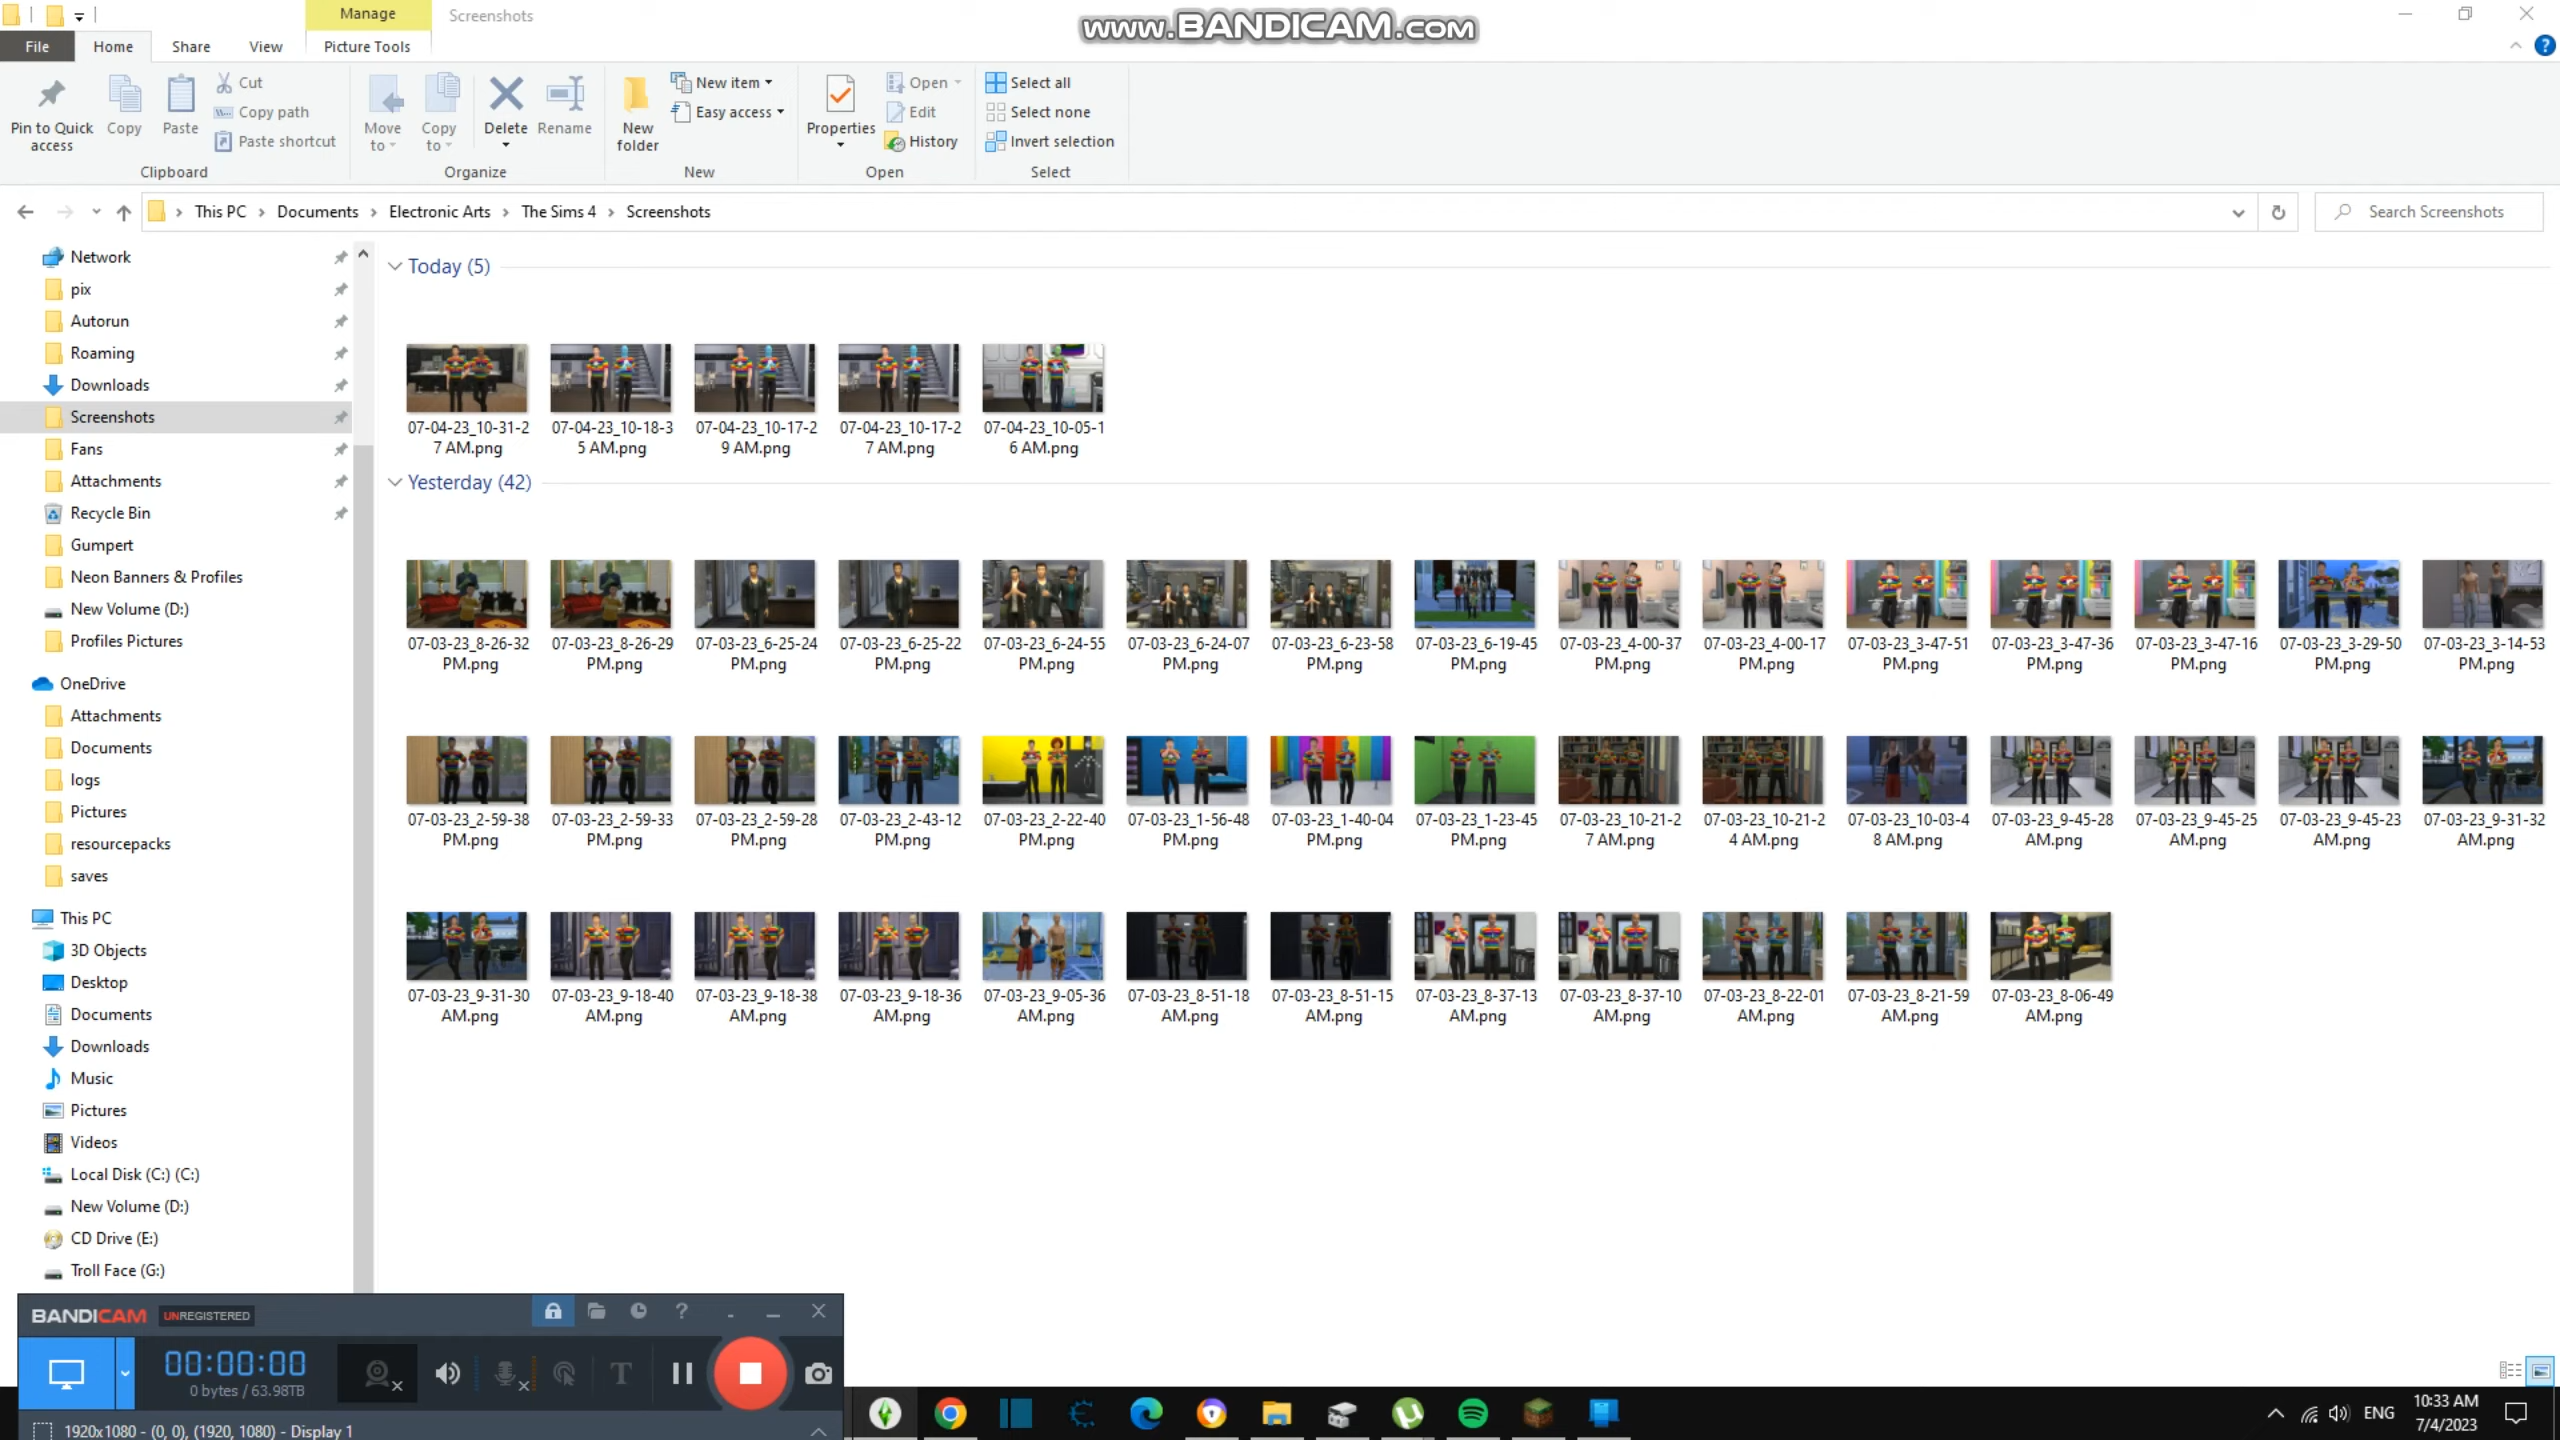 Manage
Screenshots
www.BANDICAM.com
File
Home
Share
View
Picture Tools
Pin to Quick access
Copy
Paste
Cut
Copy path
Paste shortcut
Move to
Copy to
Delete
Rename
New folder
New item
Easy access
Properties
Open
Edit
History
Select all
Select none
Invert selection
Clipboard
Organize
New
Open
Select
This PC
Documents
Electronic Arts
The Sims 4
Screenshots
Search Screenshots
Network
pix
Autorun
Roaming
Downloads
Screenshots
Fans
Attachments
Recycle Bin
Gumpert
Neon Banners & Profiles
New Volume (D:)
Profiles Pictures
OneDrive
Attachments
Documents
logs
Pictures
resourcepacks
saves
This PC
3D Objects
Desktop
Documents
Downloads
Music
Pictures
Videos
Local Disk (C:) (C:)
New Volume (D:)
CD Drive (E:)
Troll Face (G:)
Today (5)
07-04-23_10-31-2 07-04-23_10-18-3 07-04-23_10-17-2 07-04-23_10-17-2 07-04-23_10-05-1
7 AM.png 5 AM.png 9 AM.png 7 AM.png 6 AM.png
Yesterday (42)
07-03-23_8-26-32 07-03-23_8-26-29 07-03-23_6-25-24 07-03-23_6-25-22 07-03-23_6-24-55 07-03-23_6-24-07 07-03-23_6-23-58 07-03-23_6-19-45 07-03-23_4-00-37 07-03-23_4-00-17 07-03-23_3-47-51 07-03-23_3-47-36 07-03-23_3-47-16 07-03-23_3-29-50 07-03-23_3-14-53
PM.png PM.png PM.png PM.png PM.png PM.png PM.png PM.png PM.png PM.png PM.png PM.png PM.png PM.png PM.png
07-03-23_2-59-38 07-03-23_2-59-33 07-03-23_2-59-28 07-03-23_2-43-12 07-03-23_2-22-40 07-03-23_1-56-48 07-03-23_1-40-04 07-03-23_1-23-45 07-03-23_10-21-2 07-03-23_10-21-2 07-03-23_10-03-4 07-03-23_9-45-28 07-03-23_9-45-25 07-03-23_9-45-23 07-03-23_9-31-32
PM.png PM.png PM.png PM.png PM.png PM.png PM.png PM.png 7 AM.png 4 AM.png 8 AM.png AM.png AM.png AM.png AM.png
07-03-23_9-31-30 07-03-23_9-18-40 07-03-23_9-18-38 07-03-23_9-18-36 07-03-23_9-05-36 07-03-23_8-51-18 07-03-23_8-51-15 07-03-23_8-37-13 07-03-23_8-37-10 07-03-23_8-22-01 07-03-23_8-21-59 07-03-23_8-06-49
AM.png AM.png AM.png AM.png AM.png AM.png AM.png AM.png AM.png AM.png AM.png AM.png
BANDICAM UNREGISTERED
00:00:00
0 bytes / 63.98TB
1920x1080 - (0, 0), (1920, 1080) - Display 1
ENG
10:33 AM
7/4/2023